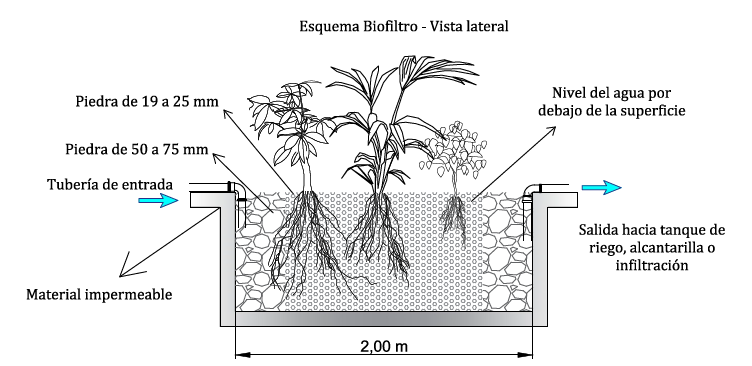 Esquema Biofiltro - Vista lateral
Piedra de 19 a 25 mm
Piedra de 50 a 75 mm
Tubería de entrada
Material impermeable
Nivel del agua por
debajo de la superficie
Salida hacia tanque de
riego, alcantarilla o
infiltración
2,00 m